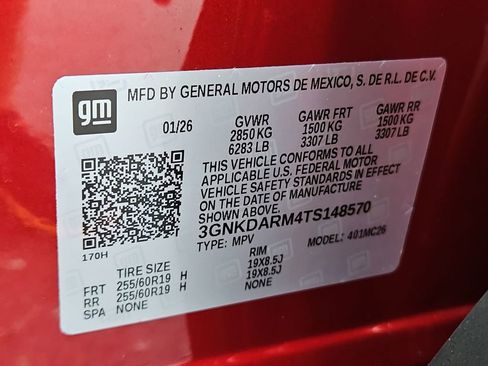 gm
MFD BY GENERAL MOTORS DE MEXICO, S. DE R.L. DE C.V.
01/26 GVWR GAWR FRT GAWR RR
2850 KG 1500 KG 1500 KG
6283 LB 3307 LB 3307 LB
THIS VEHICLE CONFORMS TO ALL
APPLICABLE U.S. FEDERAL MOTOR
VEHICLE SAFETY STANDARDS IN EFFECT
ON THE DATE OF MANUFACTURE
3GNKDARM4TS148570
TYPE: MPV MODEL: 401MC26
170H
TIRE SIZE RIM
FRT 255/60R19 H 19X8.5J
RR 255/60R19 H 19X8.5J
SPA NONE NONE